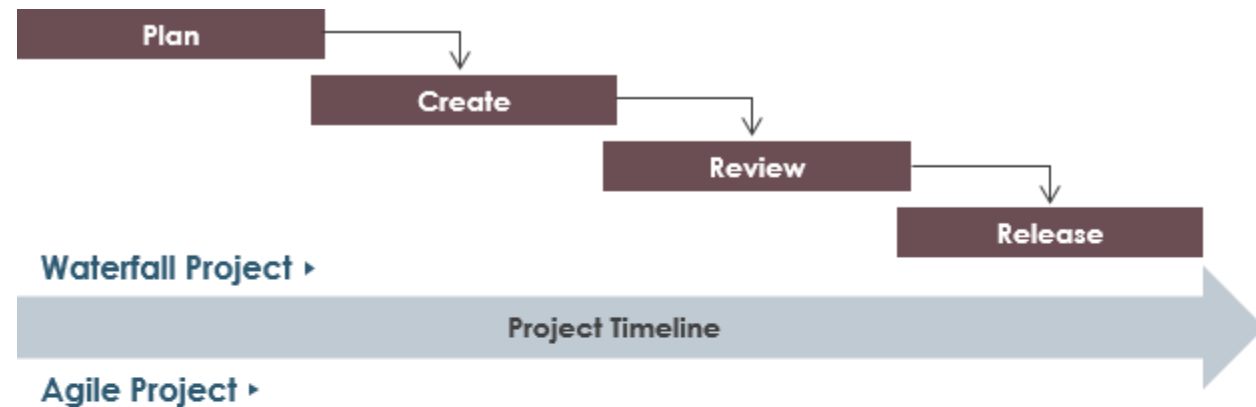 Plan
Create
Review
Release
Waterfall Project ▸
Project Timeline
Agile Project ▸